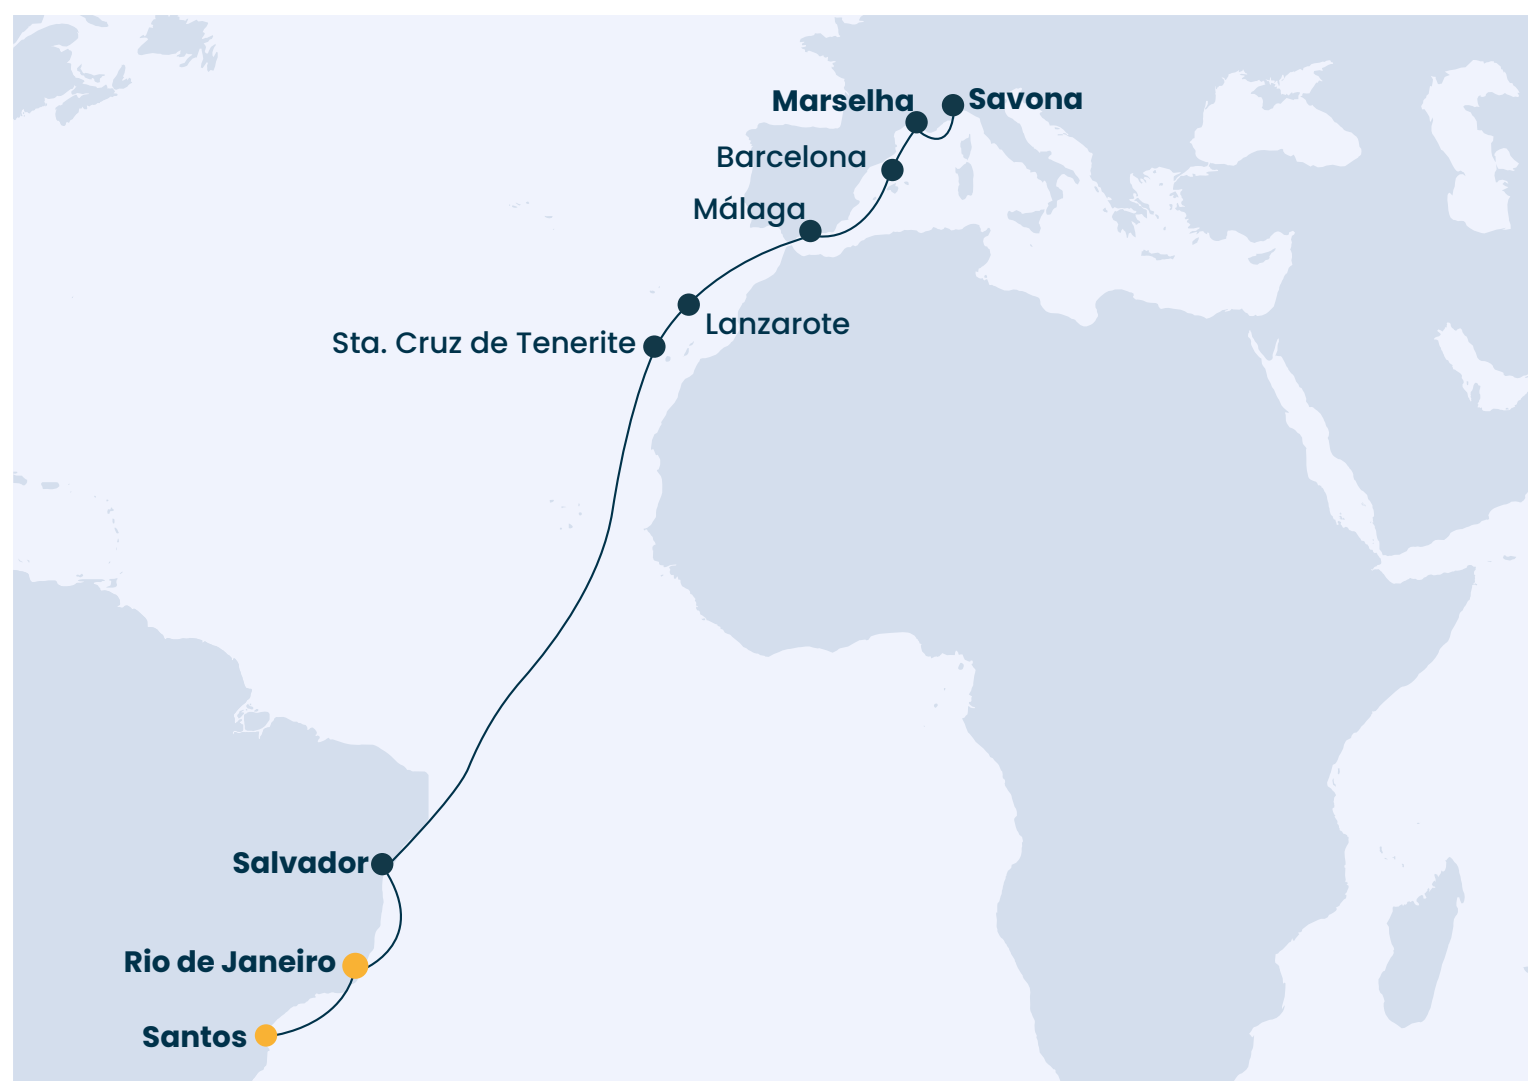 Marselha
Savona
Barcelona
Málaga
Lanzarote
Sta. Cruz de Tenerite
Salvador
Rio de Janeiro
Santos